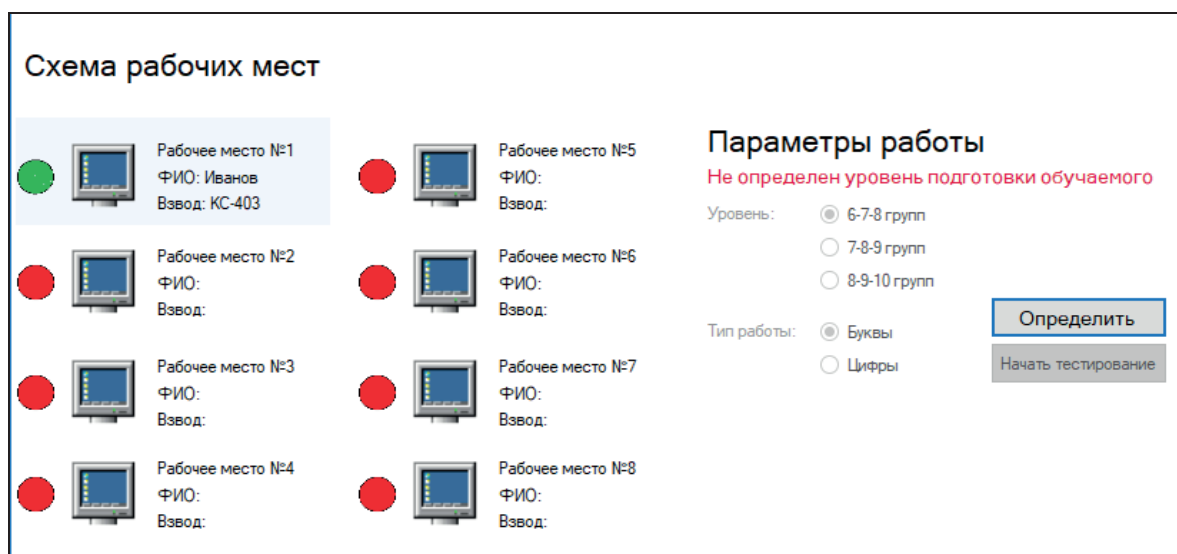 Схема рабочих мест
Рабочее место №1
ФИО: Иванов
Взвод: КС-403
Рабочее место №2
ФИО:
Взвод:
Рабочее место №3
ФИО:
Взвод:
Рабочее место №4
ФИО:
Взвод:
Рабочее место №5
ФИО:
Взвод:
Рабочее место №6
ФИО:
Взвод:
Рабочее место №7
ФИО:
Взвод:
Рабочее место №8
ФИО:
Взвод:
Параметры работы
Не определен уровень подготовки обучаемого
Уровень: 6-7-8 групп
7-8-9 групп
8-9-10 групп
Тип работы: Буквы
Цифры
Определить
Начать тестирование